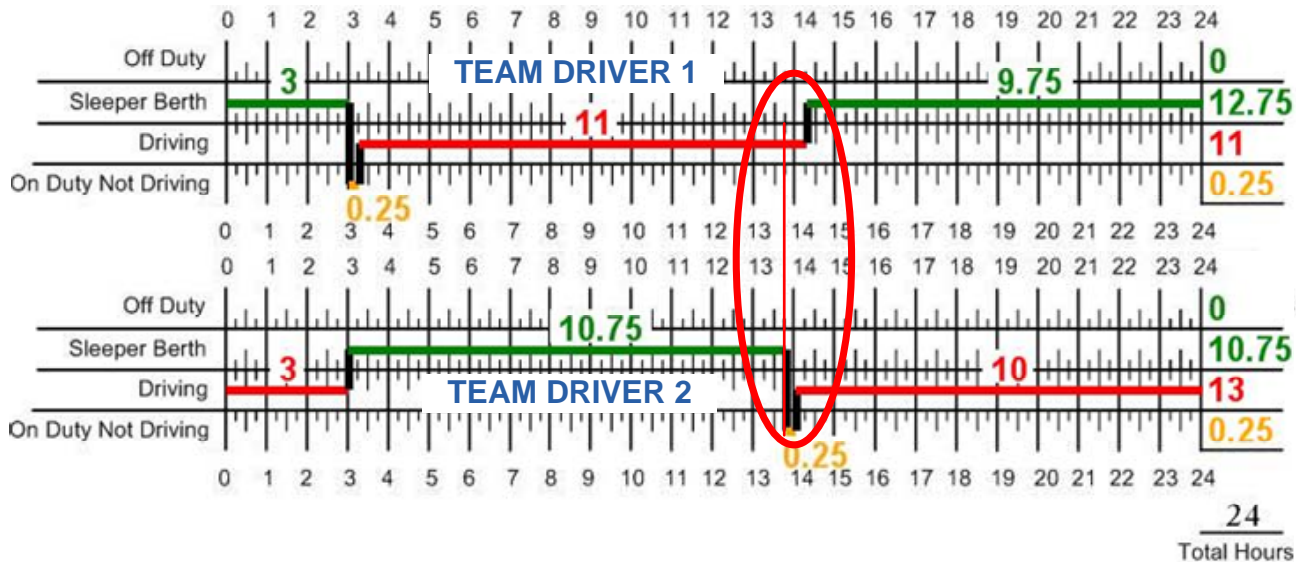 0 1 2 3 4 5 6 7 8 9 10 11 12 13 14 15 16 17 18 19 20 21 22 23 24
Off Duty TEAM DRIVER 1 0
Sleeper Berth 3 9.75 12.75
Driving 11 11
On Duty Not Driving 0.25
0.25
0 1 2 3 4 5 6 7 8 9 10 11 12 13 14 15 16 17 18 19 20 21 22 23 24
0 1 2 3 4 5 6 7 8 9 10 11 12 13 14 15 16 17 18 19 20 21 22 23 24
Off Duty 0
Sleeper Berth 10.75 10.75
Driving 3 TEAM DRIVER 2 10 13
On Duty Not Driving 0.25
0.25
0 1 2 3 4 5 6 7 8 9 10 11 12 13 14 15 16 17 18 19 20 21 22 23 24
24
Total Hours